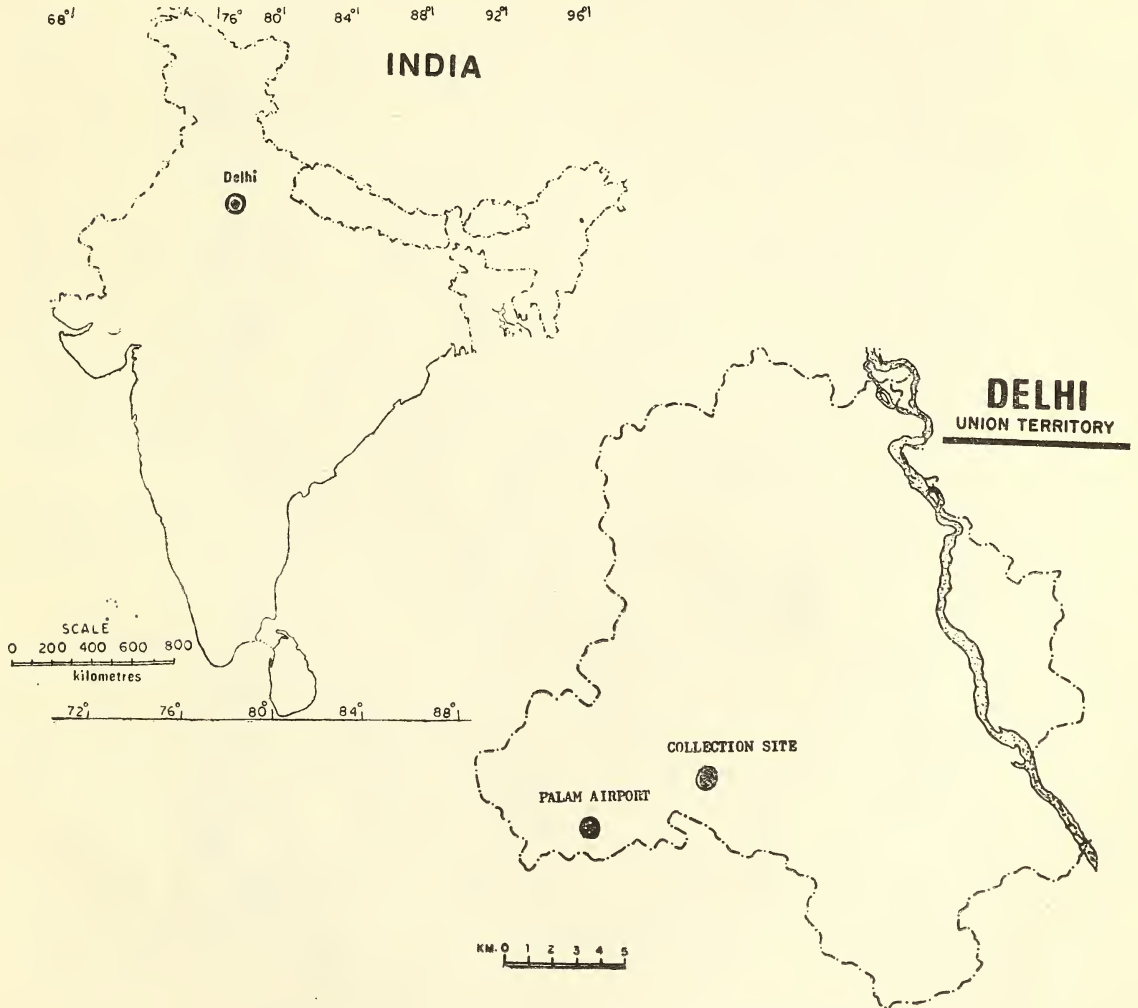 68° 76° 80° 84° 88° 92° 96°
INDIA
Delhi
DELHI
UNION TERRITORY
SCALE
0 200 400 600 800
kilometres
72° 76° 80° 84° 88°
COLLECTION SITE
PALAM AIRPORT
KM. 0 1 2 3 4 5